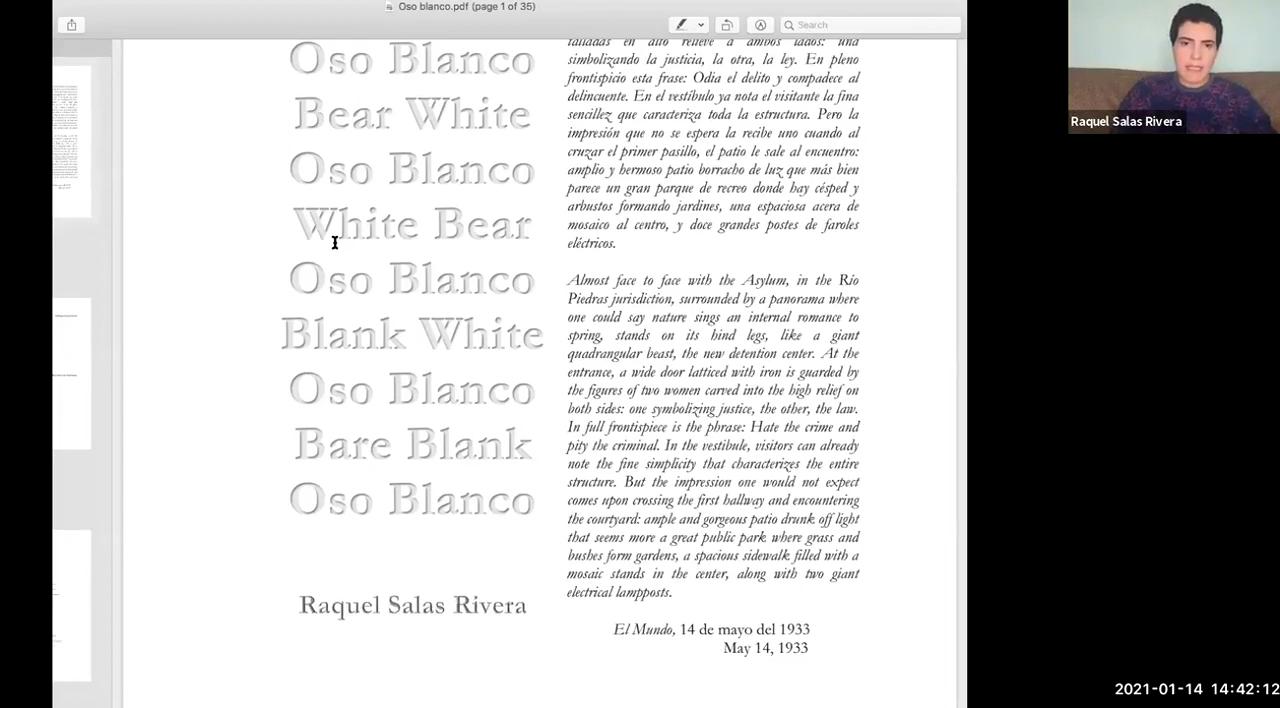 Oso blanco.pdf (page 1 of 35)
Search
Oso Blanco
Bear White
Oso Blanco
White Bear
Oso Blanco
Blank White
Oso Blanco
Bare Blank
Oso Blanco
Raquel Salas Rivera
talladas en alto relieve a ambos lados: una
simbolizando la justicia, la otra, la ley. En pleno
frontispicio esta frase: Odia el delito y compadece al
delincuente. En el vestíbulo ya nota el visitante la fina
sencillez que caracteriza toda la estructura. Pero la
impresión que no se espera la recibe uno cuando al
cruzar el primer pasillo, el patio le sale al encuentro:
amplio y hermoso patio borracho de luz que más bien
parece un gran parque de recreo donde hay césped y
arbustos formando jardines, una espaciosa acera de
mosaico al centro, y doce grandes postes de faroles
eléctricos.
Almost face to face with the Asylum, in the Río
Piedras jurisdiction, surrounded by a panorama where
one could say nature sings an internal romance to
spring, stands on its hind legs, like a giant
quadrangular beast, the new detention center. At the
entrance, a wide door latticed with iron is guarded by
the figures of two women carved into the high relief on
both sides: one symbolizing justice, the other, the law.
In full frontispiece is the phrase: Hate the crime and
pity the criminal. In the vestibule, visitors can already
note the fine simplicity that characterizes the entire
structure. But the impression one would not expect
comes upon crossing the first hallway and encountering
the courtyard: ample and gorgeous patio drunk off light
that seems more a great public park where grass and
bushes form gardens, a spacious sidewalk filled with a
mosaic stands in the center, along with two giant
electrical lampposts.
El Mundo, 14 de mayo del 1933
May 14, 1933
Raquel Salas Rivera
2021-01-14 14:42:12